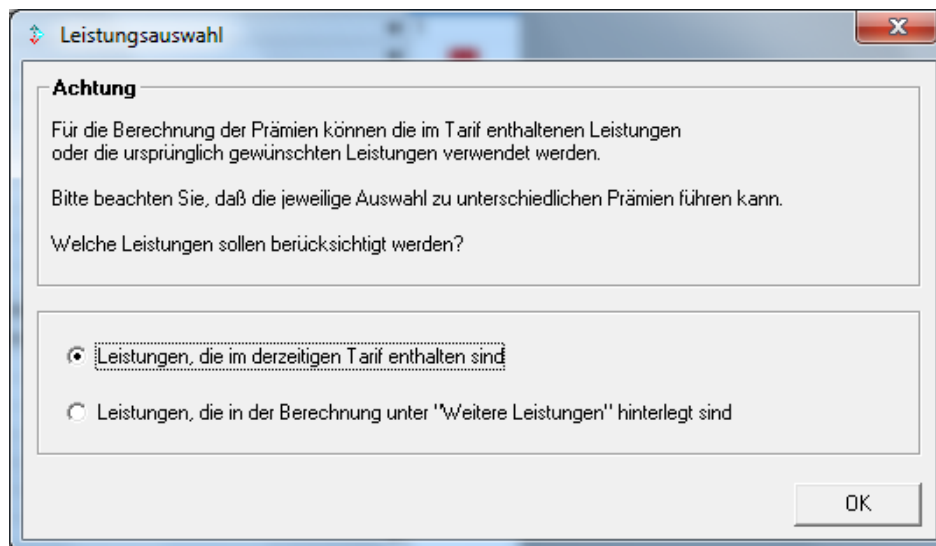 Leistungsauswahl
Achtung
Für die Berechnung der Prämien können die im Tarif enthaltenen Leistungen
oder die ursprünglich gewünschten Leistungen verwendet werden.
Bitte beachten Sie, daß die jeweilige Auswahl zu unterschiedlichen Prämien führen kann.
Welche Leistungen sollen berücksichtigt werden?
Leistungen, die im derzeitigen Tarif enthalten sind
Leistungen, die in der Berechnung unter "Weitere Leistungen" hinterlegt sind
OK